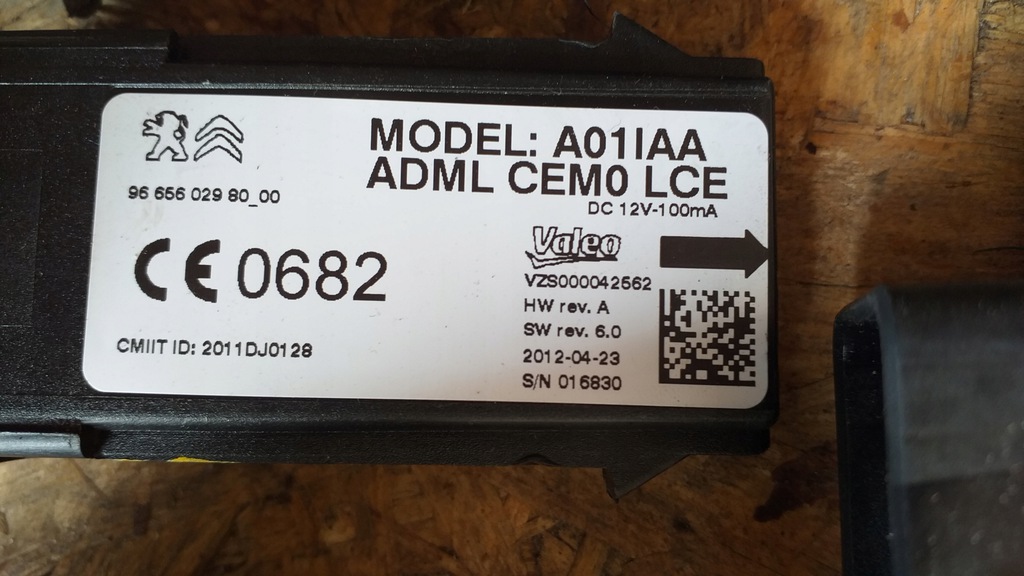 MODEL: A01IAA
ADML CEM0 LCE
DC 12V-100mA
96 656 029 80_00
CE 0682
CMIIT ID: 2011DJ0128
Valeo
VZS000042562
HW rev. A
SW rev. 6.0
2012-04-23
S/N 016830